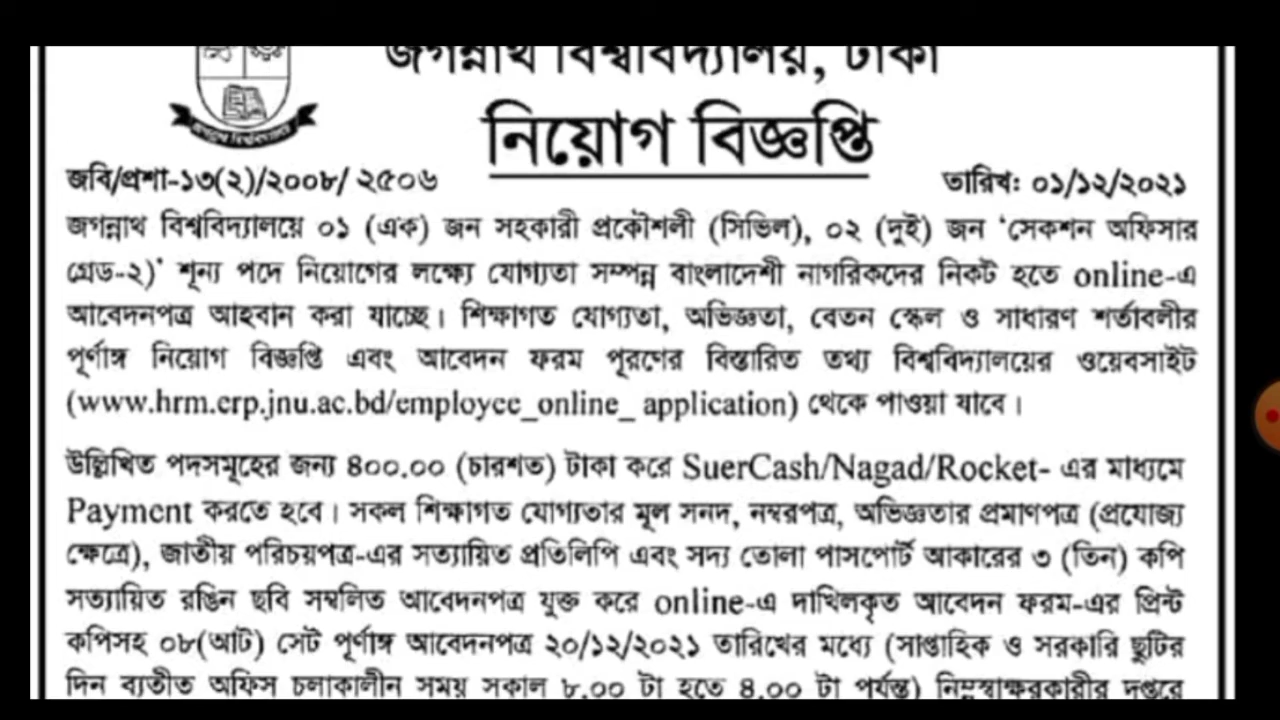 জগন্নাথ বিশ্ববিদ্যালয়, ঢাকা
নিয়োগ বিজ্ঞপ্তি
জবি/প্রশা-১৩(২)/২০০৮/ ২৫০৬
তারিখঃ ০১/১২/২০২১
জগন্নাথ বিশ্ববিদ্যালয়ে ০১ (এক) জন সহকারী প্রকৌশলী (সিভিল), ০২ (দুই) জন ‘সেকশন অফিসার
গ্রেড-২)’ শূন্য পদে নিয়োগের লক্ষ্যে যোগ্যতা সম্পন্ন বাংলাদেশী নাগরিকদের নিকট হতে online-এ
আবেদনপত্র আহবান করা যাচ্ছে। শিক্ষাগত যোগ্যতা, অভিজ্ঞতা, বেতন স্কেল ও সাধারণ শর্তাবলীর
পূর্ণাঙ্গ নিয়োগ বিজ্ঞপ্তি এবং আবেদন ফরম পূরণের বিস্তারিত তথ্য বিশ্ববিদ্যালয়ের ওয়েবসাইট
(www.hrm.erp.jnu.ac.bd/employee_online_ application) থেকে পাওয়া যাবে।
উল্লিখিত পদসমূহের জন্য ৪০০.০০ (চারশত) টাকা করে SuerCash/Nagad/Rocket- এর মাধ্যমে
Payment করতে হবে। সকল শিক্ষাগত যোগ্যতার মূল সনদ, নম্বরপত্র, অভিজ্ঞতার প্রমাণপত্র (প্রযোজ্য
ক্ষেত্রে), জাতীয় পরিচয়পত্র-এর সত্যায়িত প্রতিলিপি এবং সদ্য তোলা পাসপোর্ট আকারের ৩ (তিন) কপি
সত্যায়িত রঙিন ছবি সম্বলিত আবেদনপত্র যুক্ত করে online-এ দাখিলকৃত আবেদন ফরম-এর প্রিন্ট
কপিসহ ০৮(আট) সেট পূর্ণাঙ্গ আবেদনপত্র ২০/১২/২০২১ তারিখের মধ্যে (সাপ্তাহিক ও সরকারি ছুটির
দিন ব্যতীত অফিস চলাকালীন সময় সকাল ৮.০০ টা হতে ৪.০০ টা পর্যন্ত) নিম্নস্বাক্ষরকারীর দপ্তরে